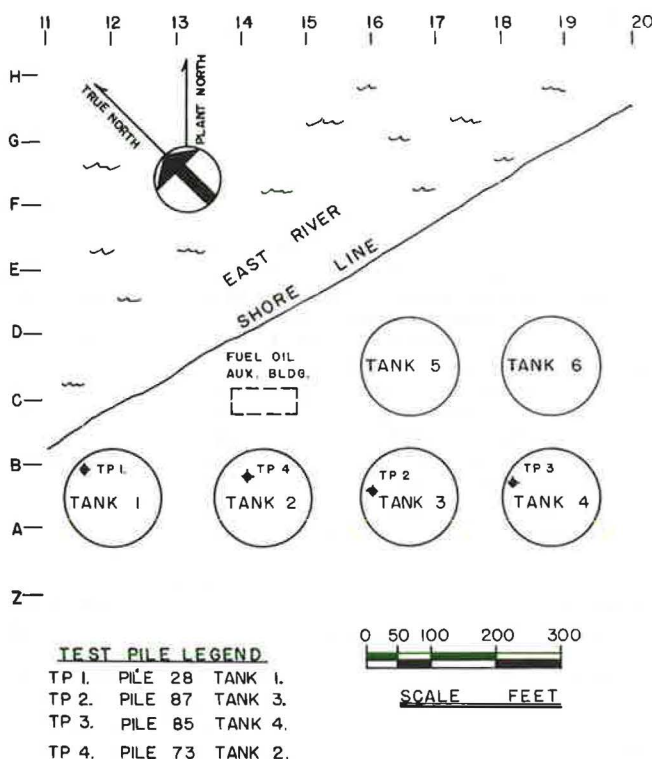 11 12 13 14 15 16 17 18 19 20
H
TRUE NORTH
PLANT NORTH
G
F
EAST RIVER
E
SHORE LINE
D
FUEL OIL
AUX. BLDG.
TANK 5
TANK 6
C
B
TP 1.
TP 4
TP 2
TP 3
TANK 1
TANK 2
TANK 3
TANK 4
A
Z
TEST PILE LEGEND
TP 1. PILE 28 TANK 1.
TP 2. PILE 87 TANK 3.
TP 3. PILE 85 TANK 4.
TP 4. PILE 73 TANK 2.
0 50 100 200 300
SCALE FEET